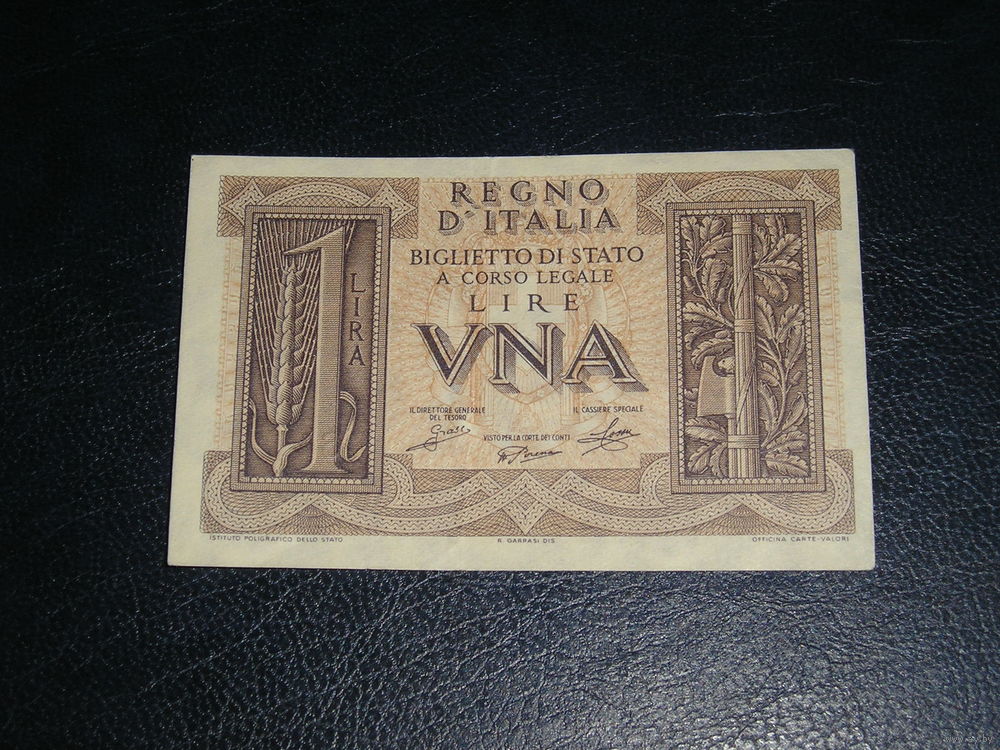 REGNO
D'ITALIA
BIGLIETTO DI STATO
A CORSO LEGALE
LIRE
VNA
1
LIRA
IL DIRETTORE GENERALE
DEL TESORO
Grassi
IL CASSIERE SPECIALE
VISTO PER LA CORTE DEI CONTI
ISTITUTO POLIGRAFICO DELLO STATO
R. GARRASI DIS
OFFICINA CARTE-VALORI